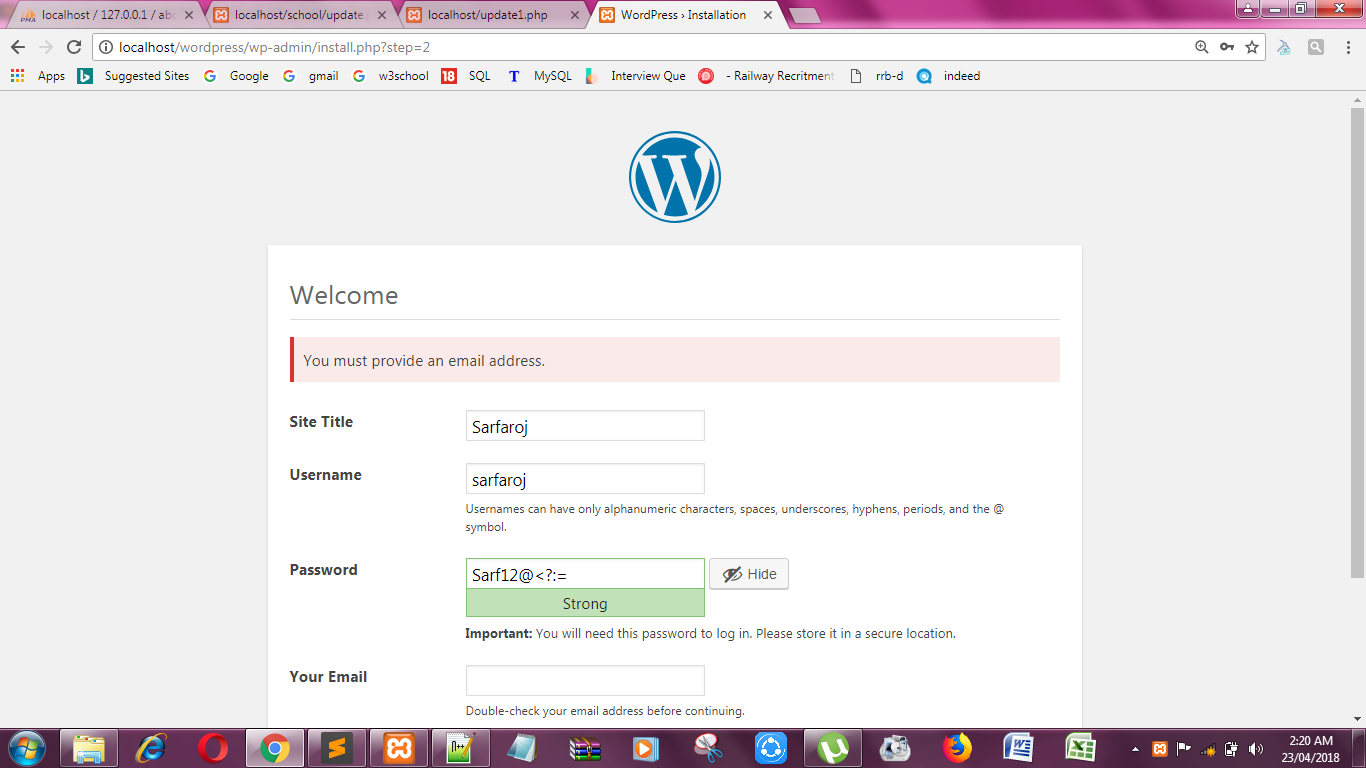 localhost / 127.0.0.1 / abe
localhost/school/update.
localhost/update1.php
WordPress › Installation
localhost/wordpress/wp-admin/install.php?step=2
Apps
Suggested Sites
Google
gmail
w3school
18
SQL
T
MySQL
Interview Que
- Railway Recritment
rrb-d
indeed
W
Welcome
You must provide an email address.
Site Title
Sarfaroj
Username
sarfaroj
Usernames can have only alphanumeric characters, spaces, underscores, hyphens, periods, and the @
symbol.
Password
Sarf12@<?:=
Hide
Strong
Important: You will need this password to log in. Please store it in a secure location.
Your Email
Double-check your email address before continuing.
2:20 AM
23/04/2018